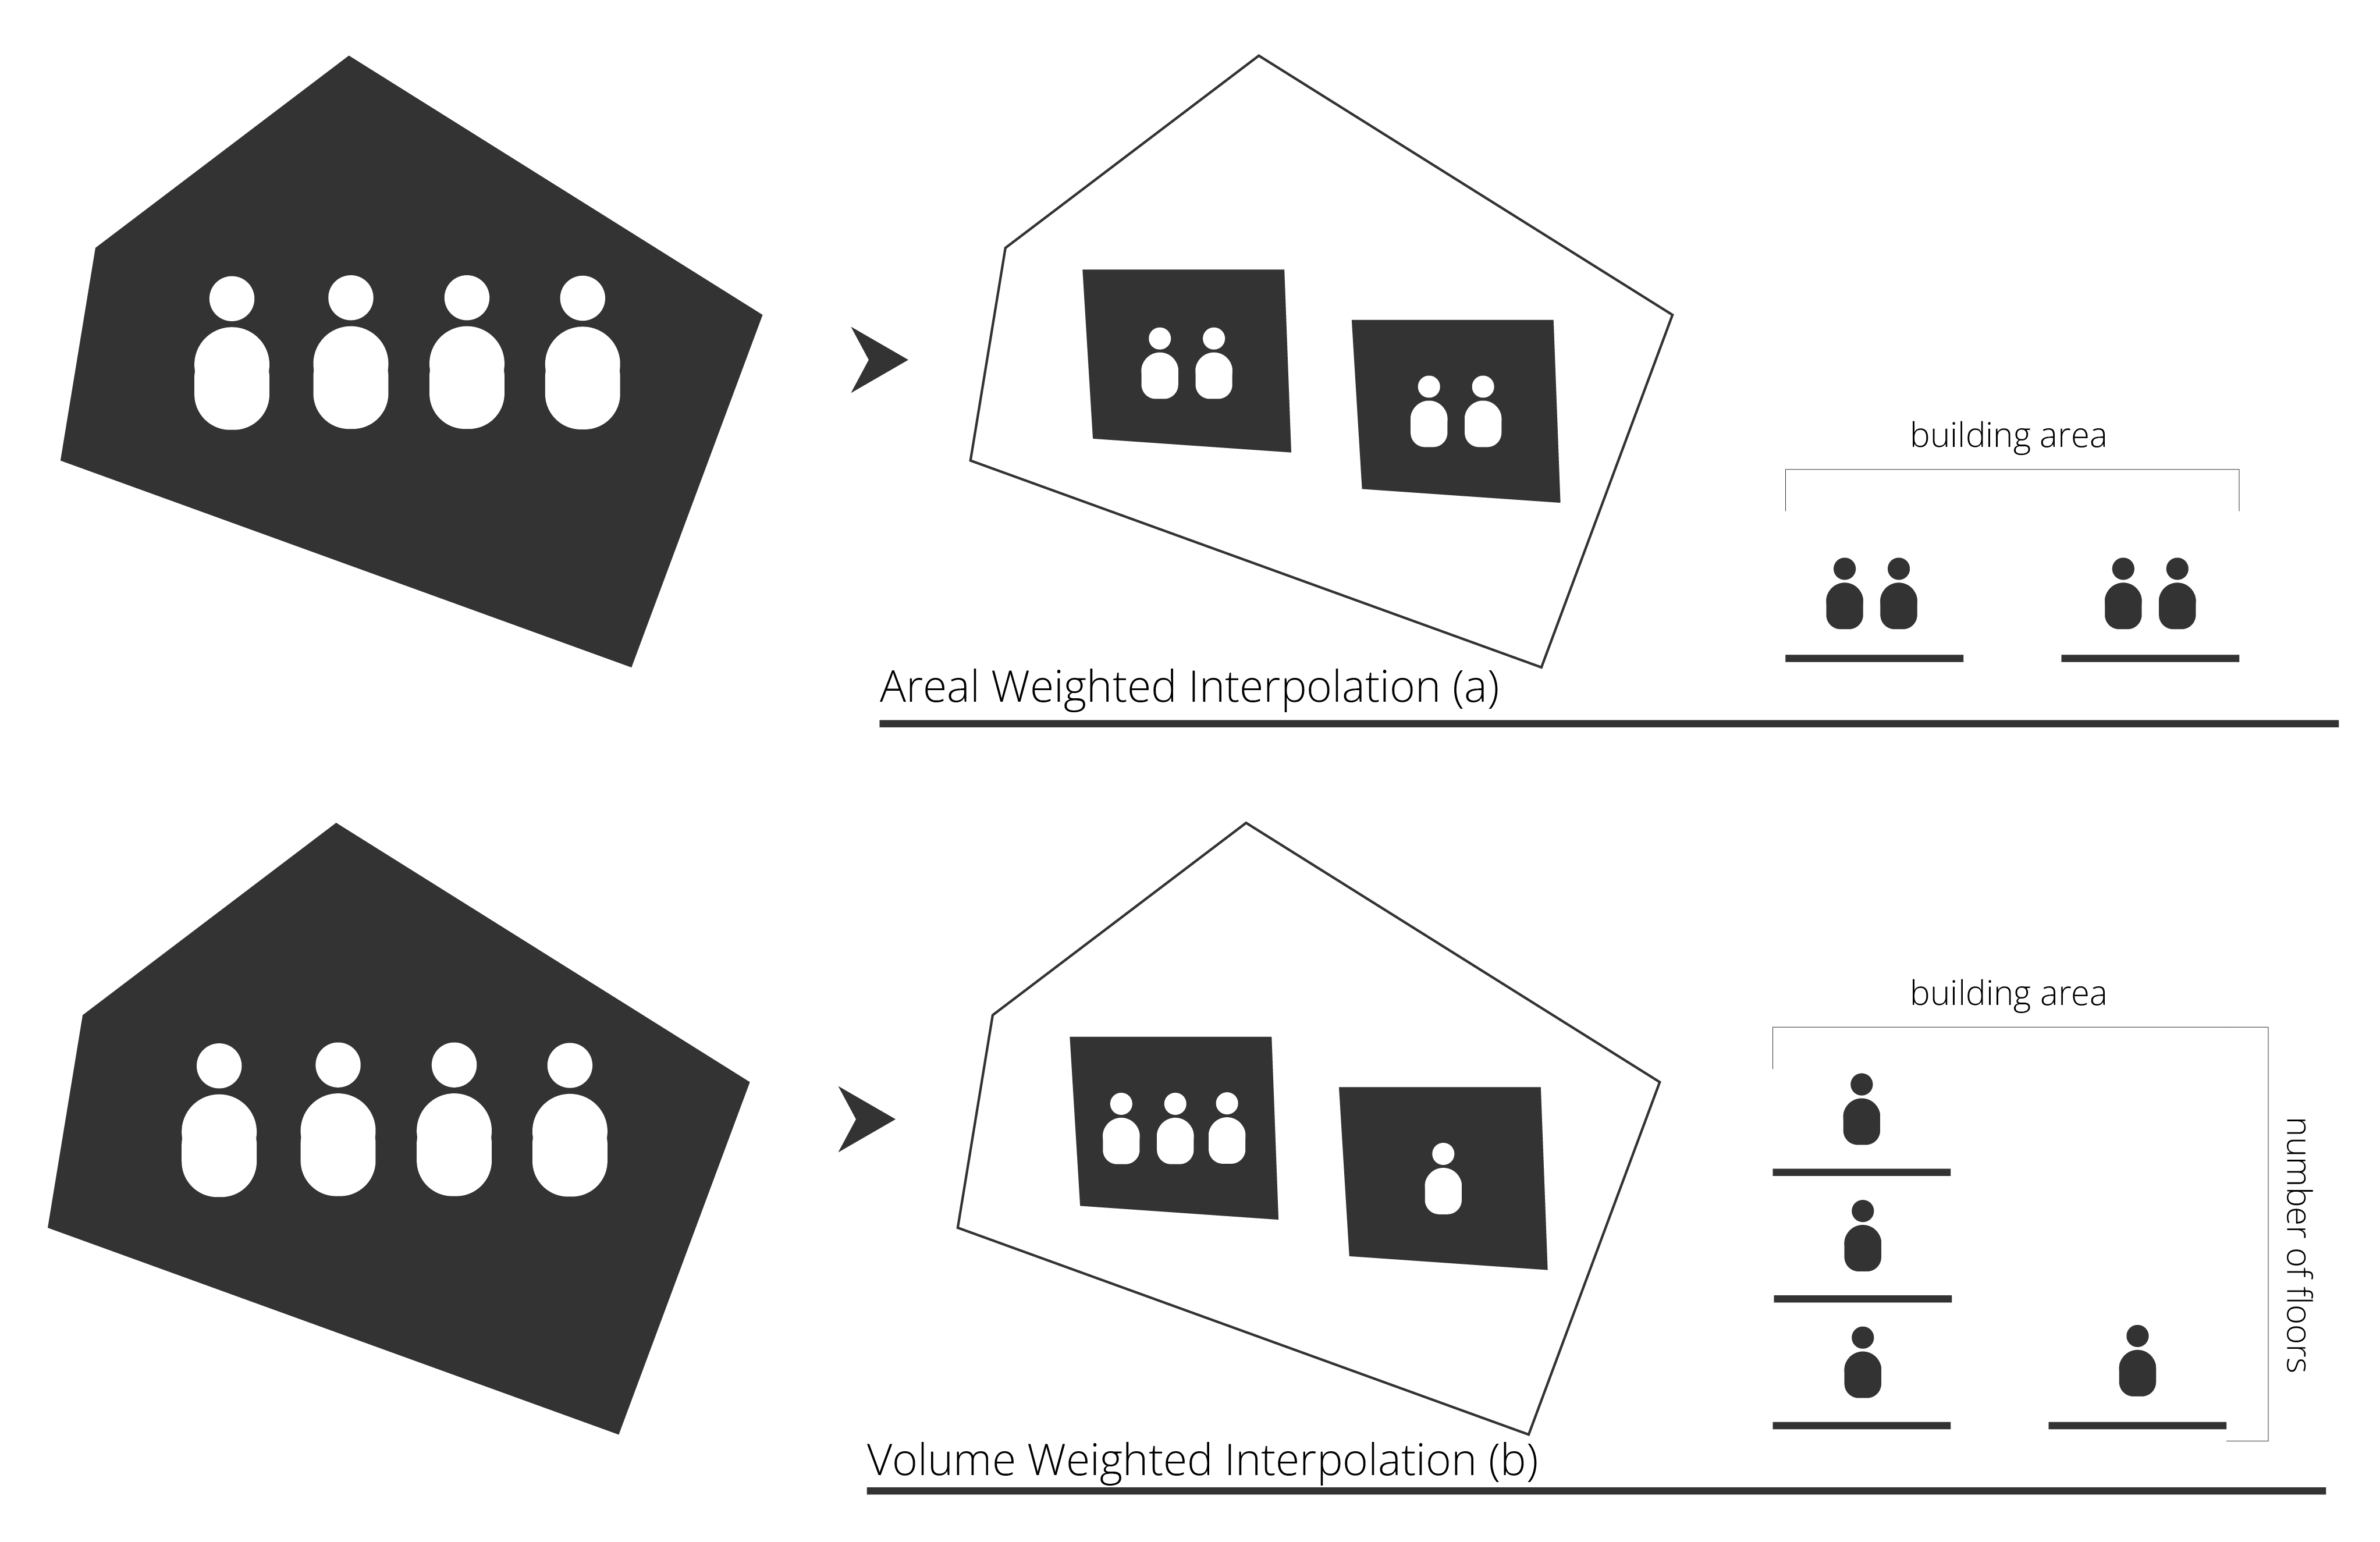 building area
Areal Weighted Interpolation (a)
building area
number of floors
Volume Weighted Interpolation (b)